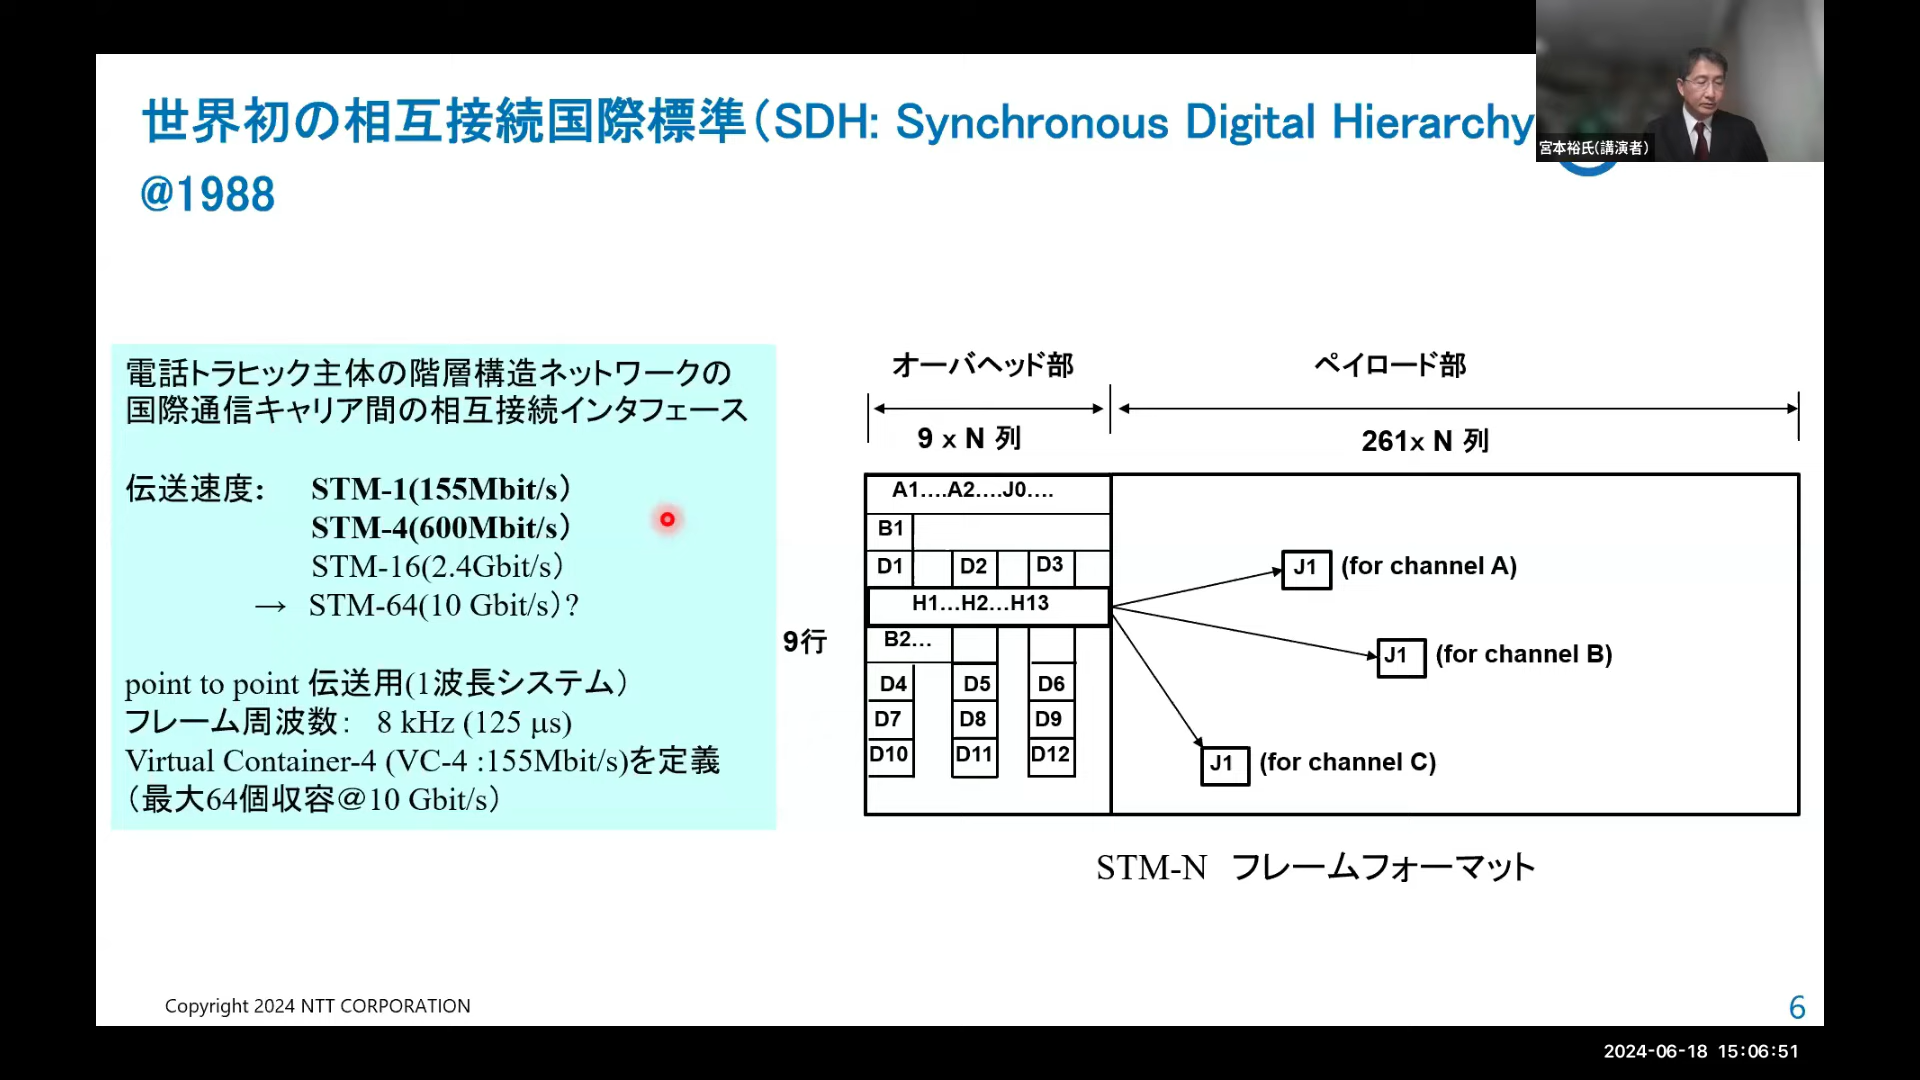 世界初の相互接続国際標準（SDH: Synchronous Digital Hierarchy
@1988
宮本裕氏(講演者)
電話トラヒック主体の階層構造ネットワークの
国際通信キャリア間の相互接続インタフェース
伝送速度: STM-1(155Mbit/s）
STM-4(600Mbit/s）
STM-16(2.4Gbit/s）
→ STM-64(10 Gbit/s）?
point to point 伝送用(1波長システム）
フレーム周波数： 8 kHz (125 μs)
Virtual Container-4 (VC-4 :155Mbit/s)を定義
（最大64個収容＠10 Gbit/s）
オーバヘッド部 ペイロード部
9 x N 列 261x N 列
A1....A2....J0....
B1
D1 D2 D3
H1...H2...H13
9行
B2...
D4 D5 D6
D7 D8 D9
D10 D11 D12
J1 (for channel A)
J1 (for channel B)
J1 (for channel C)
STM-N フレームフォーマット
Copyright 2024 NTT CORPORATION
6
2024-06-18 15:06:51